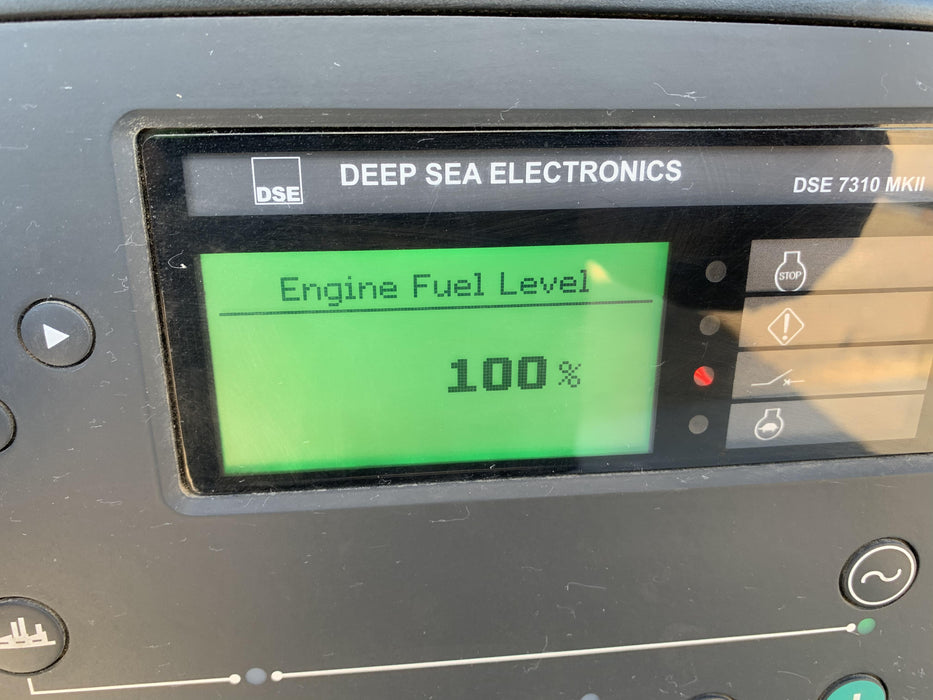 DSE
DEEP SEA ELECTRONICS
DSE 7310 MKII
Engine Fuel Level
100%
STOP